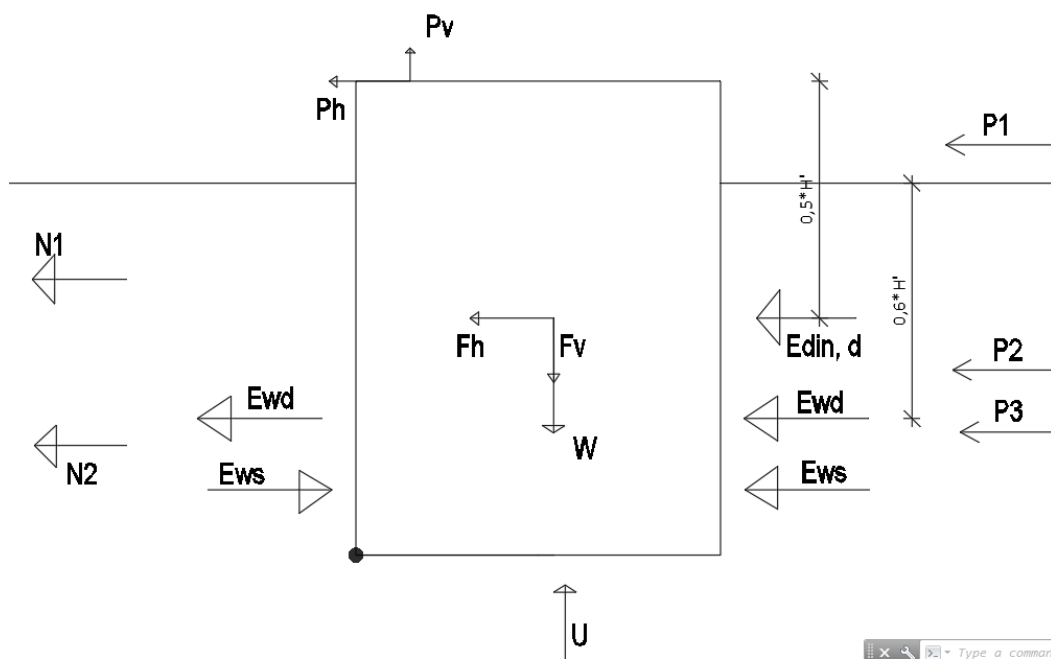 Pv
Ph
P1
0,5*H'
N1
0,6*H'
Fh
Fv
Edin, d
P2
Ewd
Ewd
P3
N2
W
Ews
Ews
U
Type a comman